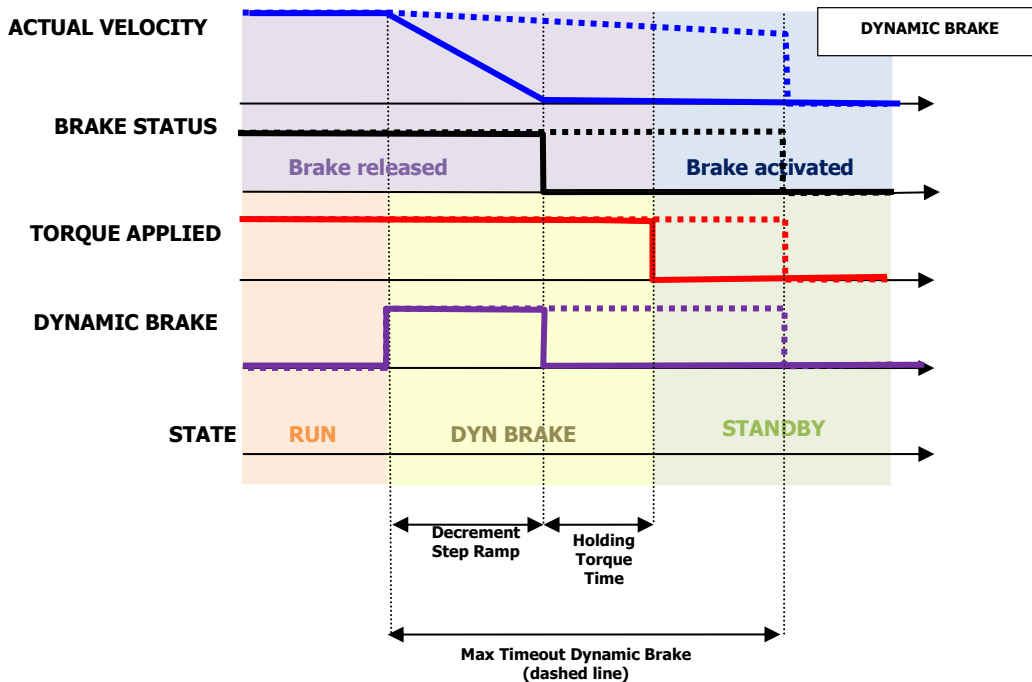 ACTUAL VELOCITY
DYNAMIC BRAKE
BRAKE STATUS
Brake released
Brake activated
TORQUE APPLIED
DYNAMIC BRAKE
STATE
RUN
DYN BRAKE
STANDBY
Decrement
Step Ramp
Holding
Torque
Time
Max Timeout Dynamic Brake
(dashed line)